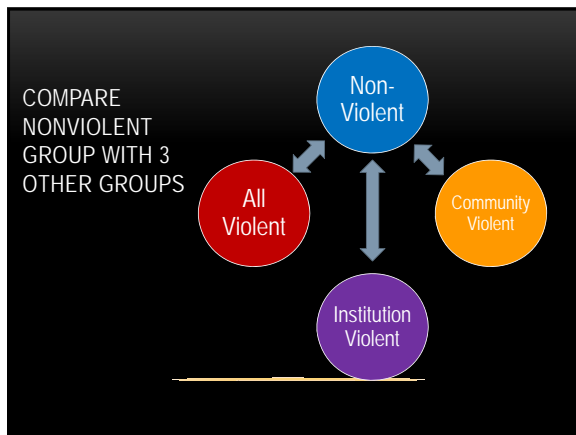 COMPARE
NONVIOLENT
GROUP WITH 3
OTHER GROUPS
Non-
Violent
All
Violent
Community
Violent
Institution
Violent